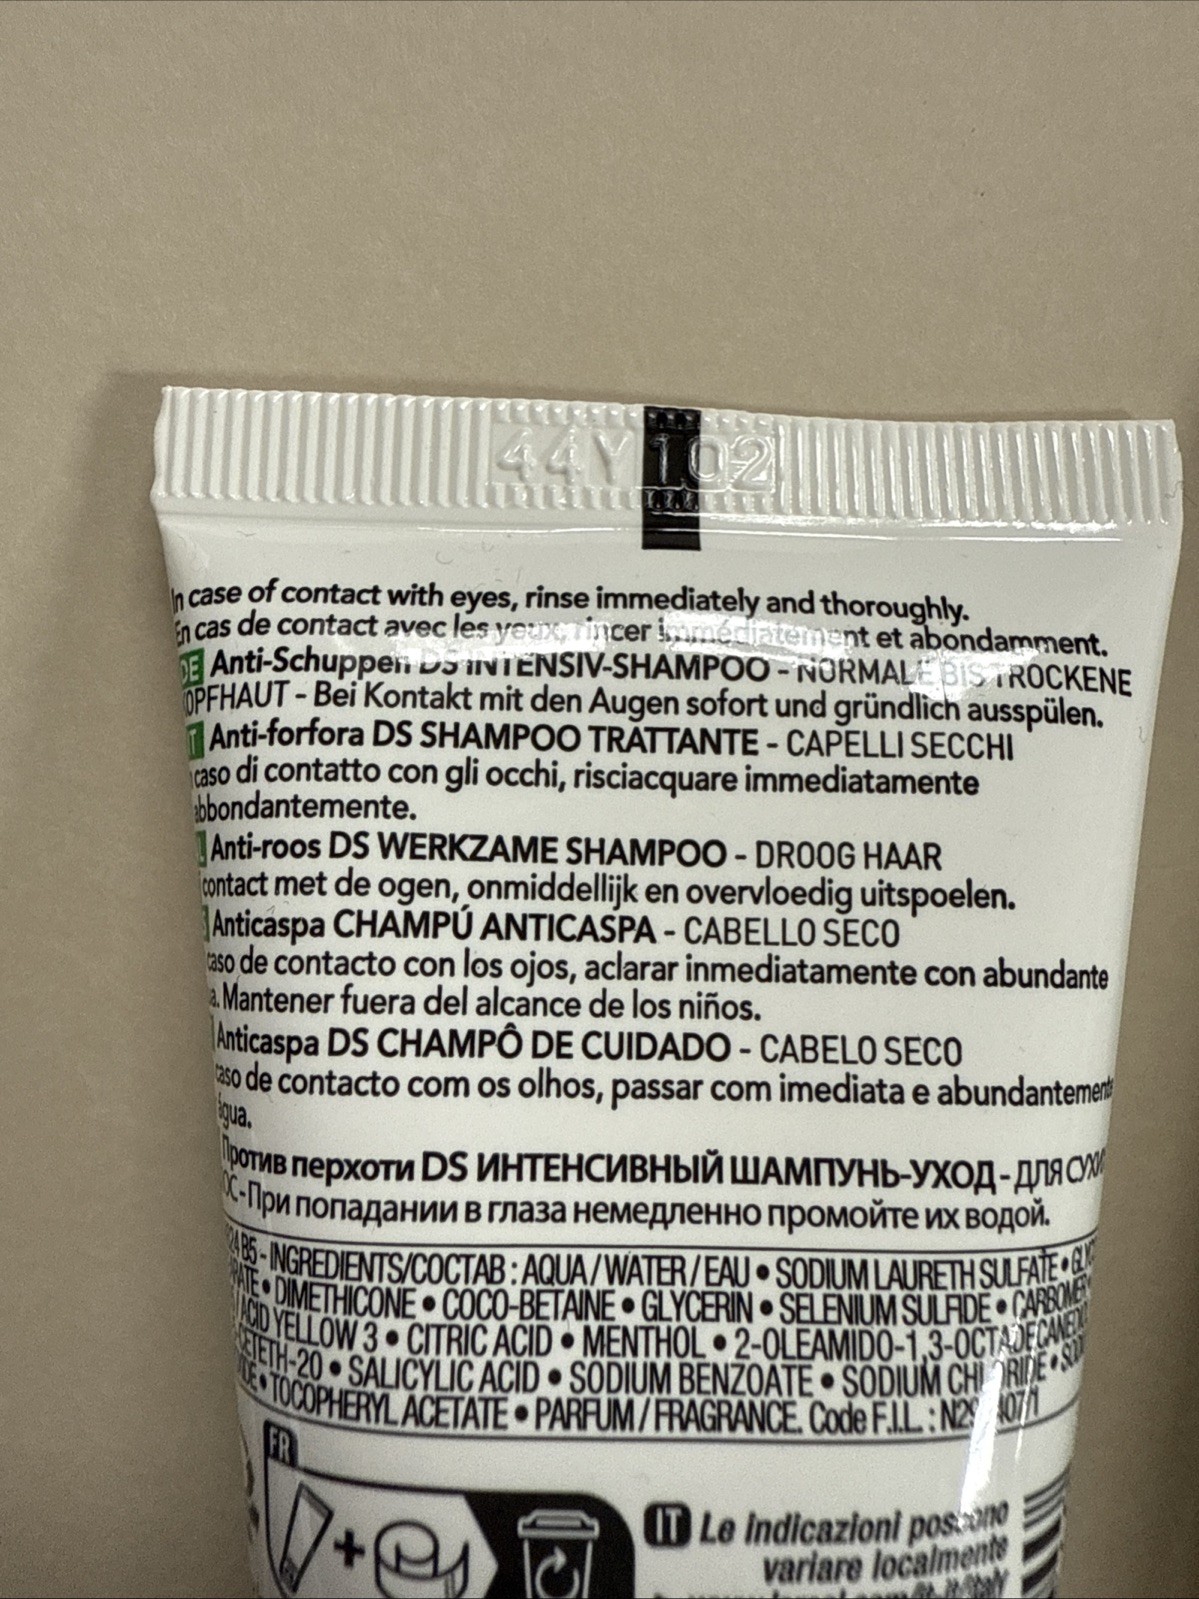 44Y102
In case of contact with eyes, rinse immediately and thoroughly.
En cas de contact avec les yeux, rincer immédiatement et abondamment.
DE Anti-Schuppen DS INTENSIV-SHAMPOO - NORMALE BIS TROCKENE
OPFHAUT - Bei Kontakt mit den Augen sofort und gründlich ausspülen.
IT Anti-forfora DS SHAMPOO TRATTANTE - CAPELLI SECCHI
caso di contatto con gli occhi, risciacquare immediatamente
abbondantemente.
Anti-roos DS WERKZAME SHAMPOO - DROOG HAAR
contact met de ogen, onmiddellijk en overvloedig uitspoelen.
Anticaspa CHAMPÚ ANTICASPA - CABELLO SECO
caso de contacto con los ojos, aclarar inmediatamente con abundante
a. Mantener fuera del alcance de los niños.
Anticaspa DS CHAMPÔ DE CUIDADO - CABELO SECO
caso de contacto com os olhos, passar com imediata e abundantemente
água.
Против перхоти DS ИНТЕНСИВНЫЙ ШАМПУНЬ-УХОД - ДЛЯ СУХИ
ОС - При попадании в глаза немедленно промойте их водой.
B5 - INGREDIENTS/СОСТАВ : AQUA / WATER / EAU • SODIUM LAURETH SULFATE •
• DIMETHICONE • COCO-BETAINE • GLYCERIN • SELENIUM SULFIDE • CARBOMER
/ ACID YELLOW 3 • CITRIC ACID • MENTHOL • 2-OLEAMIDO-1,3-OCTADECANEDIO
CETETH-20 • SALICYLIC ACID • SODIUM BENZOATE • SODIUM CHLORIDE •
• TOCOPHERYL ACETATE • PARFUM / FRAGRANCE. Code F.I.L. :
FR
+
IT Le indicazioni possono
variare localmente